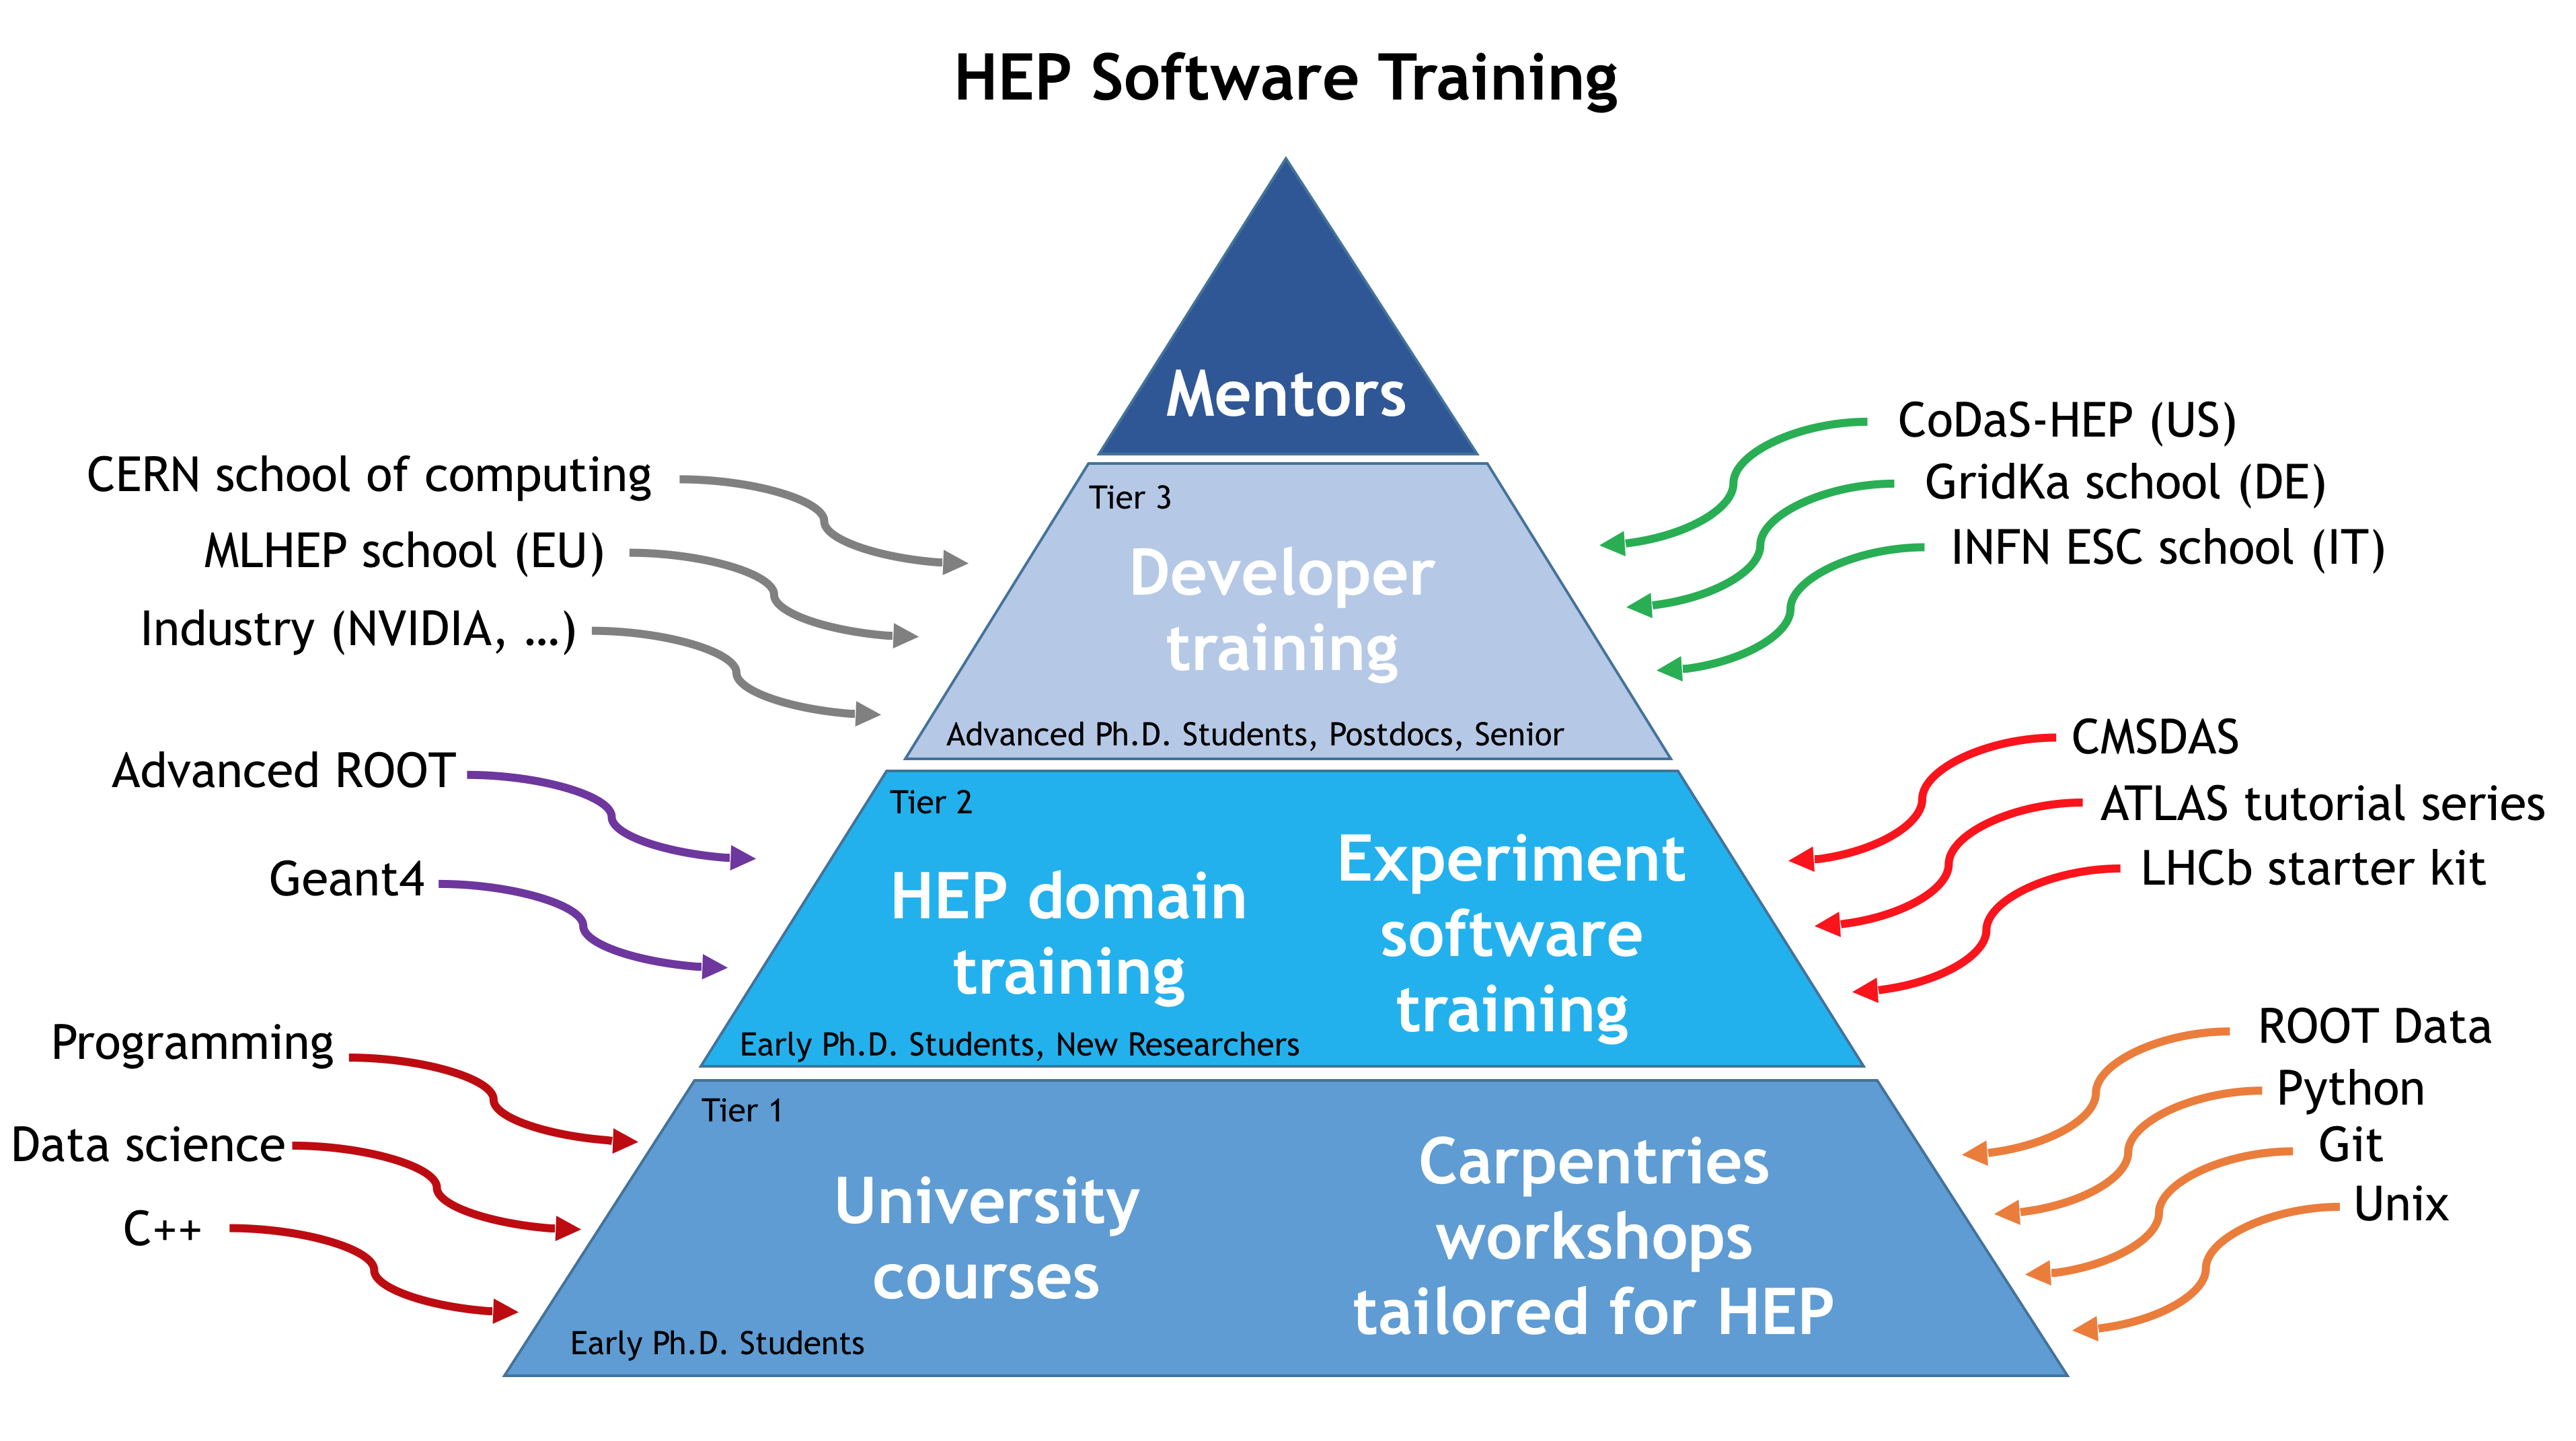 HEP Software Training
Mentors
CERN school of computing
MLHEP school (EU)
Industry (NVIDIA, ...)
CoDaS-HEP (US)
GridKa school (DE)
INFN ESC school (IT)
Tier 3
Developer
training
Advanced Ph.D. Students, Postdocs, Senior
Advanced ROOT
Geant4
CMSDAS
ATLAS tutorial series
LHCb starter kit
Tier 2
HEP domain
training
Experiment
software
training
Early Ph.D. Students, New Researchers
Programming
Data science
C++
ROOT Data
Python
Git
Unix
Tier 1
University
courses
Carpentries
workshops
tailored for HEP
Early Ph.D. Students